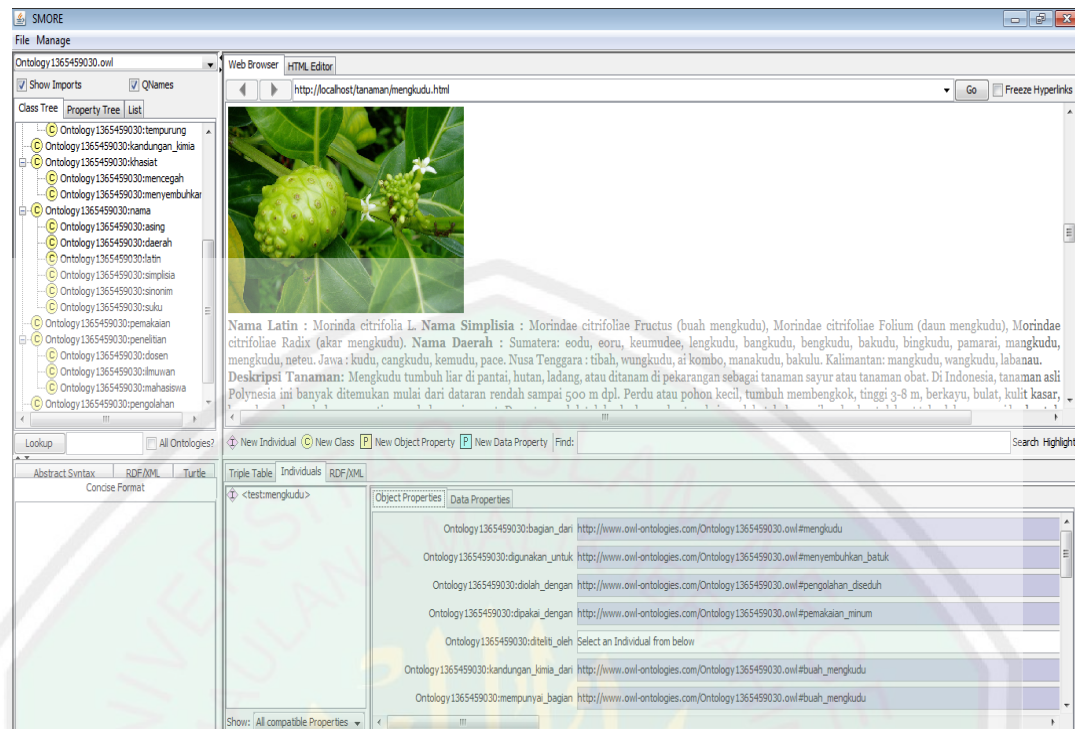 SMORE
File Manage
Ontology1365459030.owl
Show Imports
QNames
Class Tree
Property Tree
List
Ontology1365459030:tempurung
Ontology1365459030:kandungan_kimia
Ontology1365459030:khasiat
Ontology1365459030:mencegah
Ontology1365459030:menyembuhkan
Ontology1365459030:nama
Ontology1365459030:asing
Ontology1365459030:daerah
Ontology1365459030:latin
Ontology1365459030:simplisia
Ontology1365459030:sinonim
Ontology1365459030:suku
Ontology1365459030:pemakaian
Ontology1365459030:penelitian
Ontology1365459030:dosen
Ontology1365459030:ilmuwan
Ontology1365459030:mahasiswa
Ontology1365459030:pengolahan
Lookup
All Ontologies?
Abstract Syntax
RDF/XML
Turtle
Concise Format
Web Browser
HTML Editor
http://localhost/tanaman/mengkudu.html
Go
Freeze Hyperlinks
Nama Latin : Morinda citrifolia L. Nama Simplisia : Morindae citrifoliae Fructus (buah mengkudu), Morindae citrifoliae Folium (daun mengkudu), Morindae
citrifoliae Radix (akar mengkudu). Nama Daerah : Sumatera: eodu, eoru, keumudee, lengkudu, bangkudu, bengkudu, bakudu, bingkudu, pamarai, mangkudu,
mengkudu, neteu. Jawa : kudu, cangkudu, kemudu, pace. Nusa Tenggara : tibah, wungkudu, ai kombo, manakudu, bakulu. Kalimantan: mangkudu, wangkudu, labanau.
Deskripsi Tanaman: Mengkudu tumbuh liar di pantai, hutan, ladang, atau ditanam di pekarangan sebagai tanaman sayur atau tanaman obat. Di Indonesia, tanaman asli
Polynesia ini banyak ditemukan mulai dari dataran rendah sampai 500 m dpl. Perdu atau pohon kecil, tumbuh membengkok, tinggi 3-8 m, berkayu, bulat, kulit kasar,
New Individual
New Class
New Object Property
New Data Property
Find:
Search Highlight
Triple Table
Individuals
RDF/XML
<test:mengkudu>
Object Properties
Data Properties
Ontology1365459030:bagian_dari http://www.owl-ontologies.com/Ontology1365459030.owl#mengkudu
Ontology1365459030:digunakan_untuk http://www.owl-ontologies.com/Ontology1365459030.owl#menyembuhkan_batuk
Ontology1365459030:diolah_dengan http://www.owl-ontologies.com/Ontology1365459030.owl#pengolahan_diseduh
Ontology1365459030:dipakai_dengan http://www.owl-ontologies.com/Ontology1365459030.owl#pemakaian_minum
Ontology1365459030:diteliti_oleh Select an Individual from below
Ontology1365459030:kandungan_kimia_dari http://www.owl-ontologies.com/Ontology1365459030.owl#buah_mengkudu
Ontology1365459030:mempunyai_bagian http://www.owl-ontologies.com/Ontology1365459030.owl#buah_mengkudu
Show: All compatible Properties